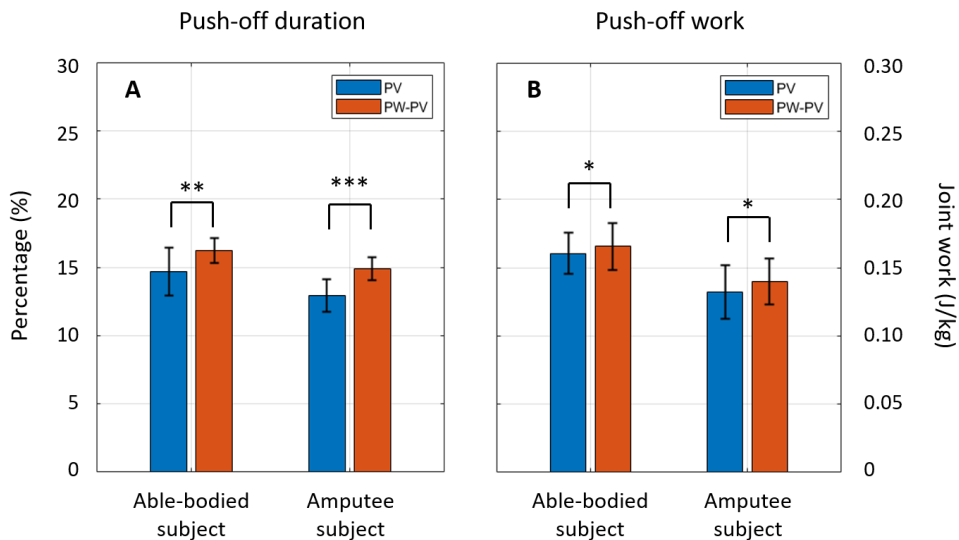 Push-off duration
Push-off work
30
25
20
15
10
5
0
Percentage (%)
A
PV
PW-PV
**
***
Able-bodied
subject
Amputee
subject
B
PV
PW-PV
*
*
Able-bodied
subject
Amputee
subject
0.30
0.25
0.20
0.15
0.10
0.05
0
Joint work (J/kg)